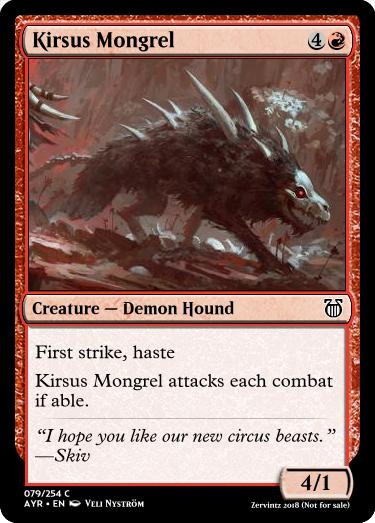 Kirsus Mongrel 4
Creature — Demon Hound
First strike, haste
Kirsus Mongrel attacks each combat
if able.
“I hope you like our new circus beasts.”
—Skiv
4/1
079/254 C
AYR • EN Veli Nyström
Zervintz 2018 (Not for sale)